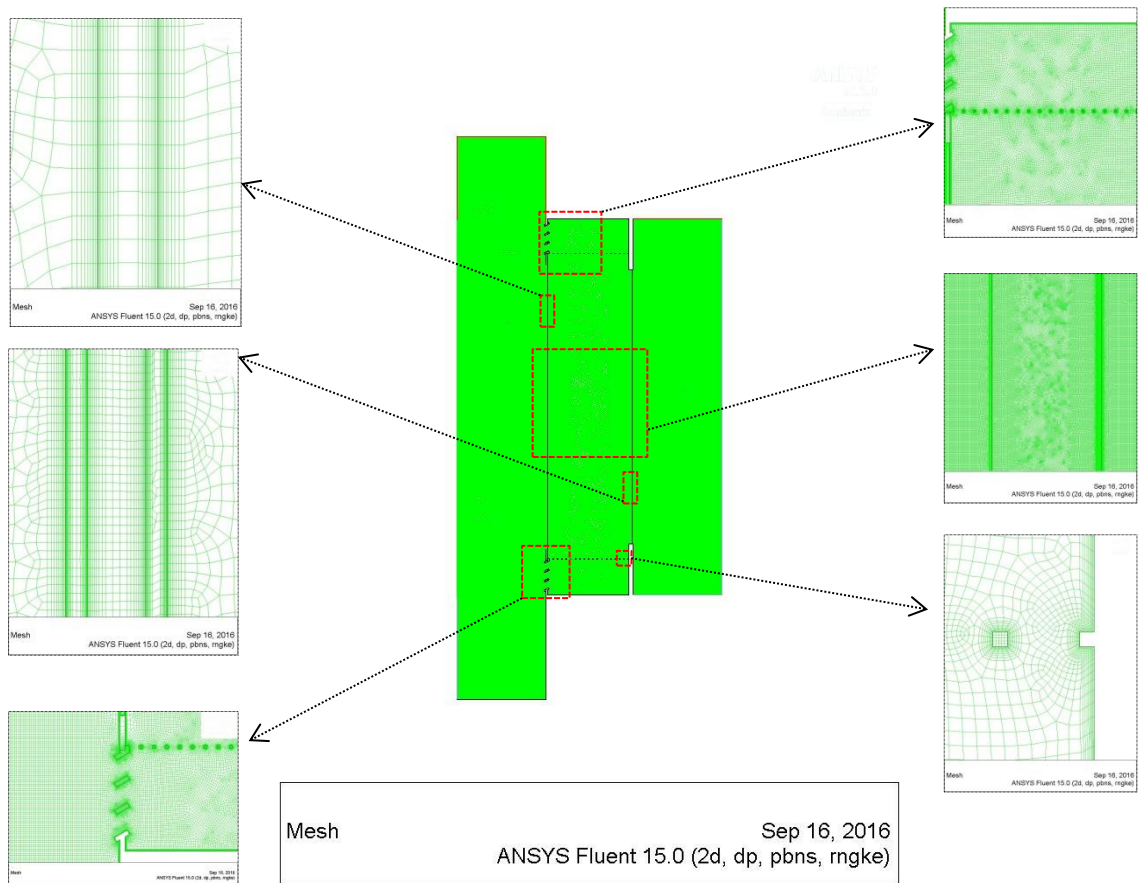 Mesh Sep 16, 2016
ANSYS Fluent 15.0 (2d, dp, pbns, rngke)
Mesh Sep 16, 2016
ANSYS Fluent 15.0 (2d, dp, pbns, rngke)
Mesh Sep 16, 2016
ANSYS Fluent 15.0 (2d, dp, pbns, rngke)
Mesh Sep 16, 2016
ANSYS Fluent 15.0 (2d, dp, pbns, rngke)
Mesh Sep 16, 2016
ANSYS Fluent 15.0 (2d, dp, pbns, rngke)
Mesh Sep 16, 2016
ANSYS Fluent 15.0 (2d, dp, pbns, rngke)
Mesh Sep 16, 2016
ANSYS Fluent 15.0 (2d, dp, pbns, rngke)